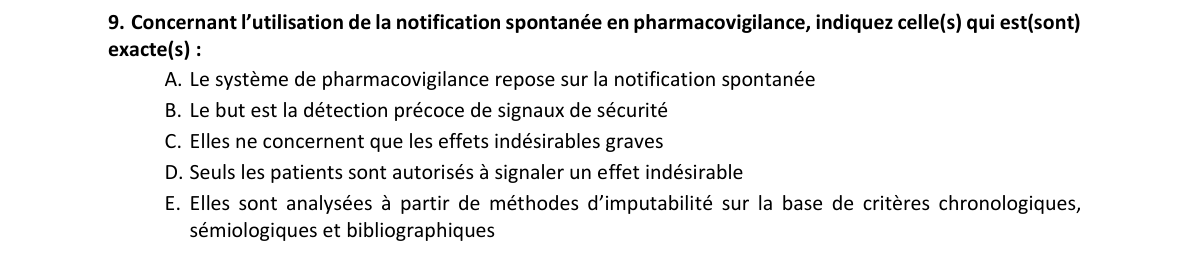 9. Concernant l’utilisation de la notification spontanée en pharmacovigilance, indiquez celle(s) qui est(sont)
exacte(s) :
A. Le système de pharmacovigilance repose sur la notification spontanée
B. Le but est la détection précoce de signaux de sécurité
C. Elles ne concernent que les effets indésirables graves
D. Seuls les patients sont autorisés à signaler un effet indésirable
E. Elles sont analysées à partir de méthodes d’imputabilité sur la base de critères chronologiques,
sémiologiques et bibliographiques